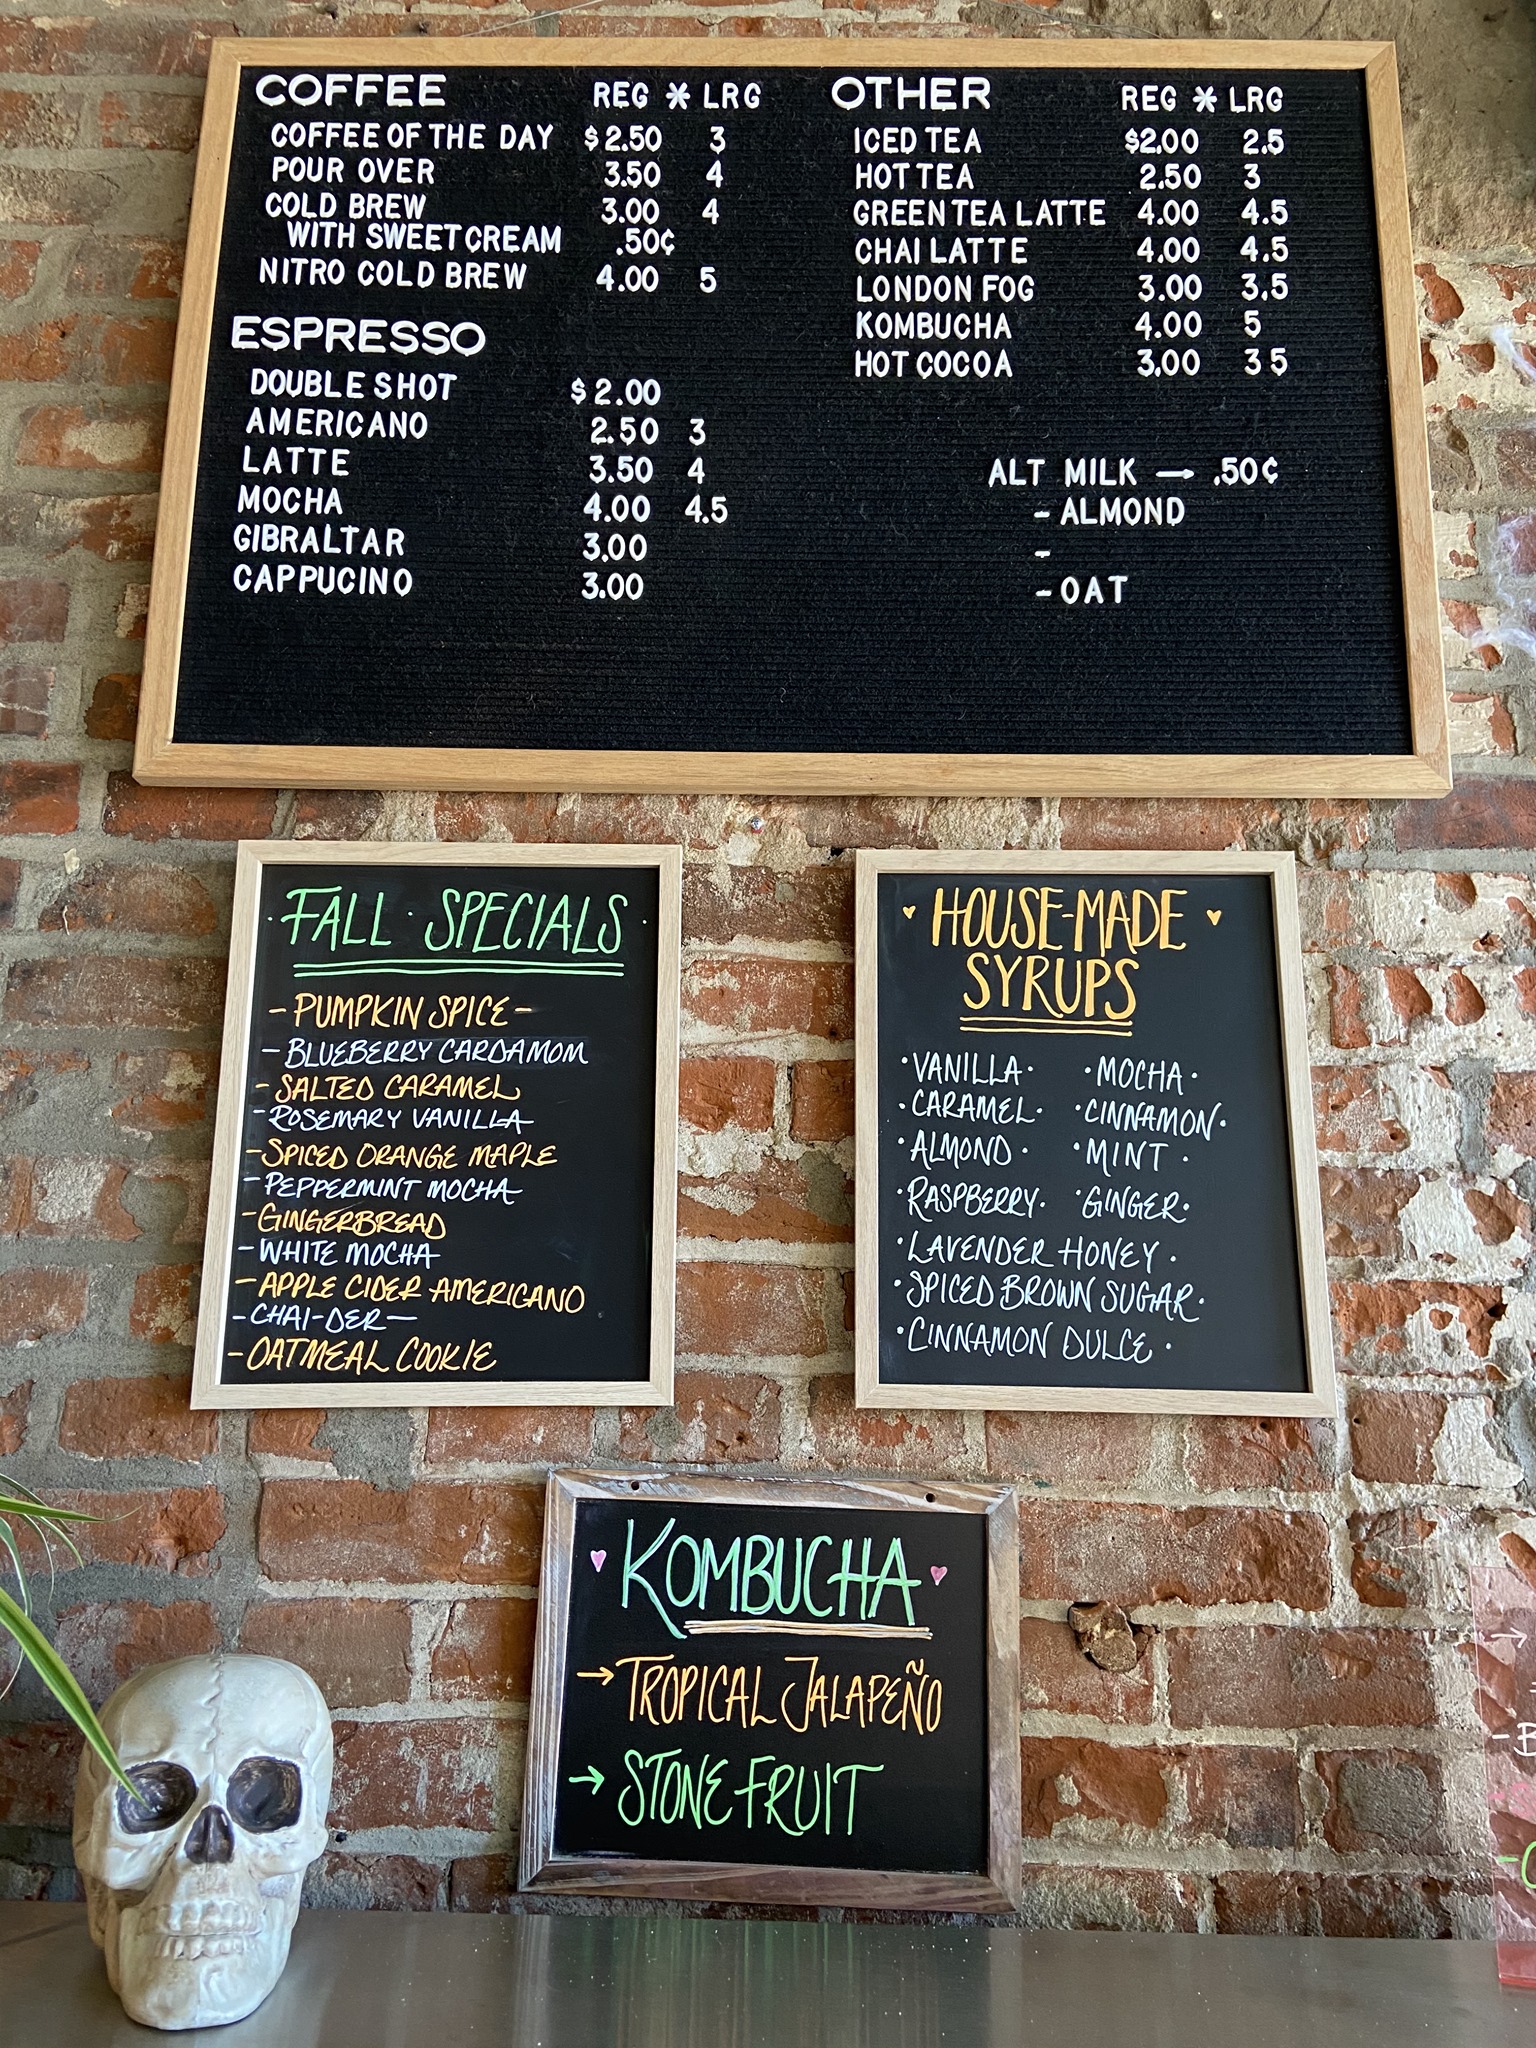 COFFEE REG * LRG
COFFEE OF THE DAY $2.50 3
POUR OVER 3.50 4
COLD BREW 3.00 4
WITH SWEET CREAM .50¢
NITRO COLD BREW 4.00 5
ESPRESSO
DOUBLE SHOT $2.00
AMERICANO 2.50 3
LATTE 3.50 4
MOCHA 4.00 4.5
GIBRALTAR 3.00
CAPPUCINO 3.00
OTHER REG * LRG
ICED TEA $2.00 2.5
HOT TEA 2.50 3
GREEN TEA LATTE 4.00 4.5
CHAI LATTE 4.00 4.5
LONDON FOG 3.00 3.5
KOMBUCHA 4.00 5
HOT COCOA 3.00 3 5
ALT MILK → .50¢
- ALMOND
-
- OAT
· FALL · SPECIALS ·
- PUMPKIN SPICE -
- BLUEBERRY CARDAMOM
- SALTED CARAMEL
- ROSEMARY VANILLA
- SPICED ORANGE MAPLE
- PEPPERMINT MOCHA
- GINGERBREAD
- WHITE MOCHA
- APPLE CIDER AMERICANO
- CHAI-DER -
- OATMEAL COOKIE
♥ HOUSE-MADE ♥
SYRUPS
· VANILLA · · MOCHA ·
· CARAMEL · · CINNAMON ·
· ALMOND · · MINT ·
· RASPBERRY · · GINGER ·
· LAVENDER HONEY ·
· SPICED BROWN SUGAR ·
· CINNAMON DULCE ·
♥ KOMBUCHA ♥
→ TROPICAL JALAPEÑO
→ STONE FRUIT